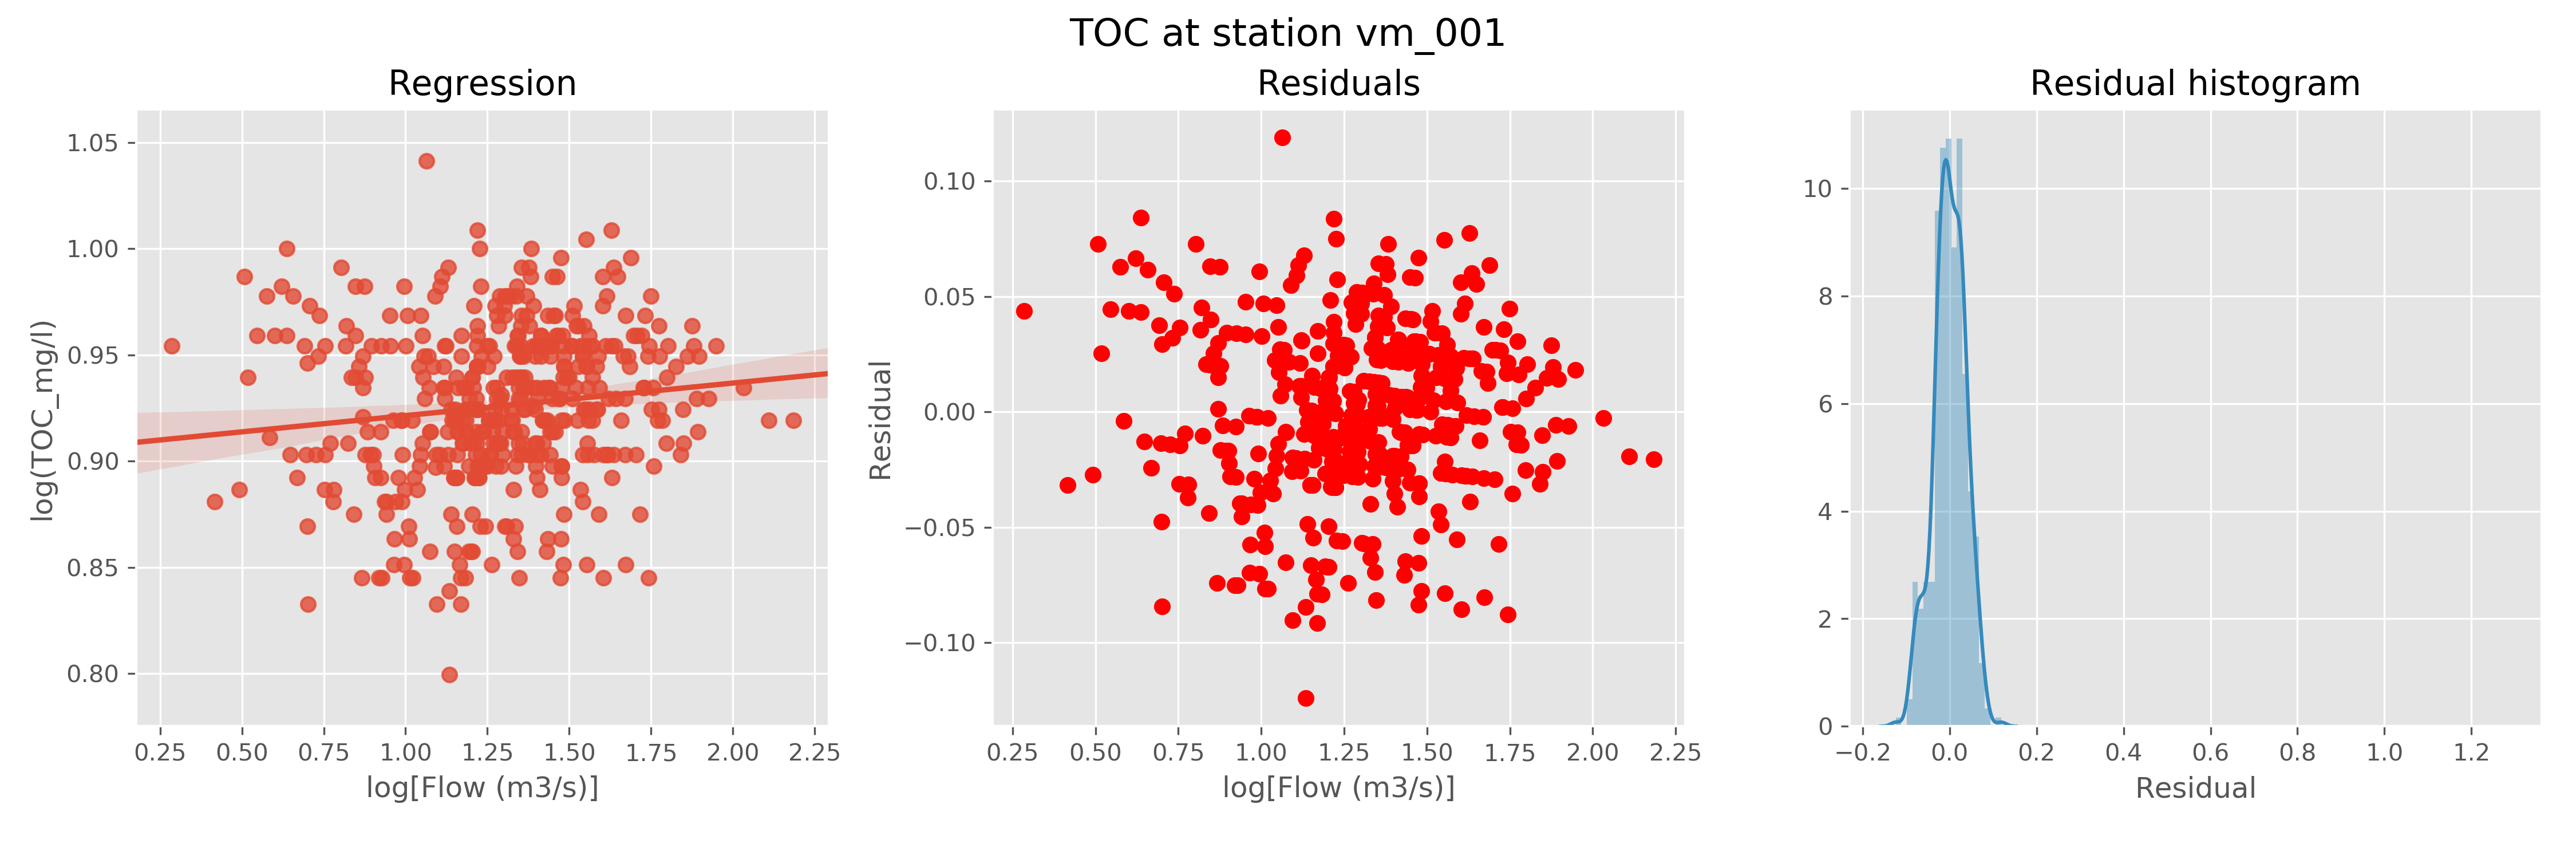 TOC at station vm_001
Regression
Residuals
Residual histogram
1.05
1.00
0.95
0.90
0.85
0.80
log(TOC_mg/l)
0.25 0.50 0.75 1.00 1.25 1.50 1.75 2.00 2.25
log[Flow (m3/s)]
0.10
0.05
0.00
−0.05
−0.10
Residual
0.25 0.50 0.75 1.00 1.25 1.50 1.75 2.00 2.25
log[Flow (m3/s)]
10
8
6
4
2
0
−0.2 0.0 0.2 0.4 0.6 0.8 1.0 1.2
Residual